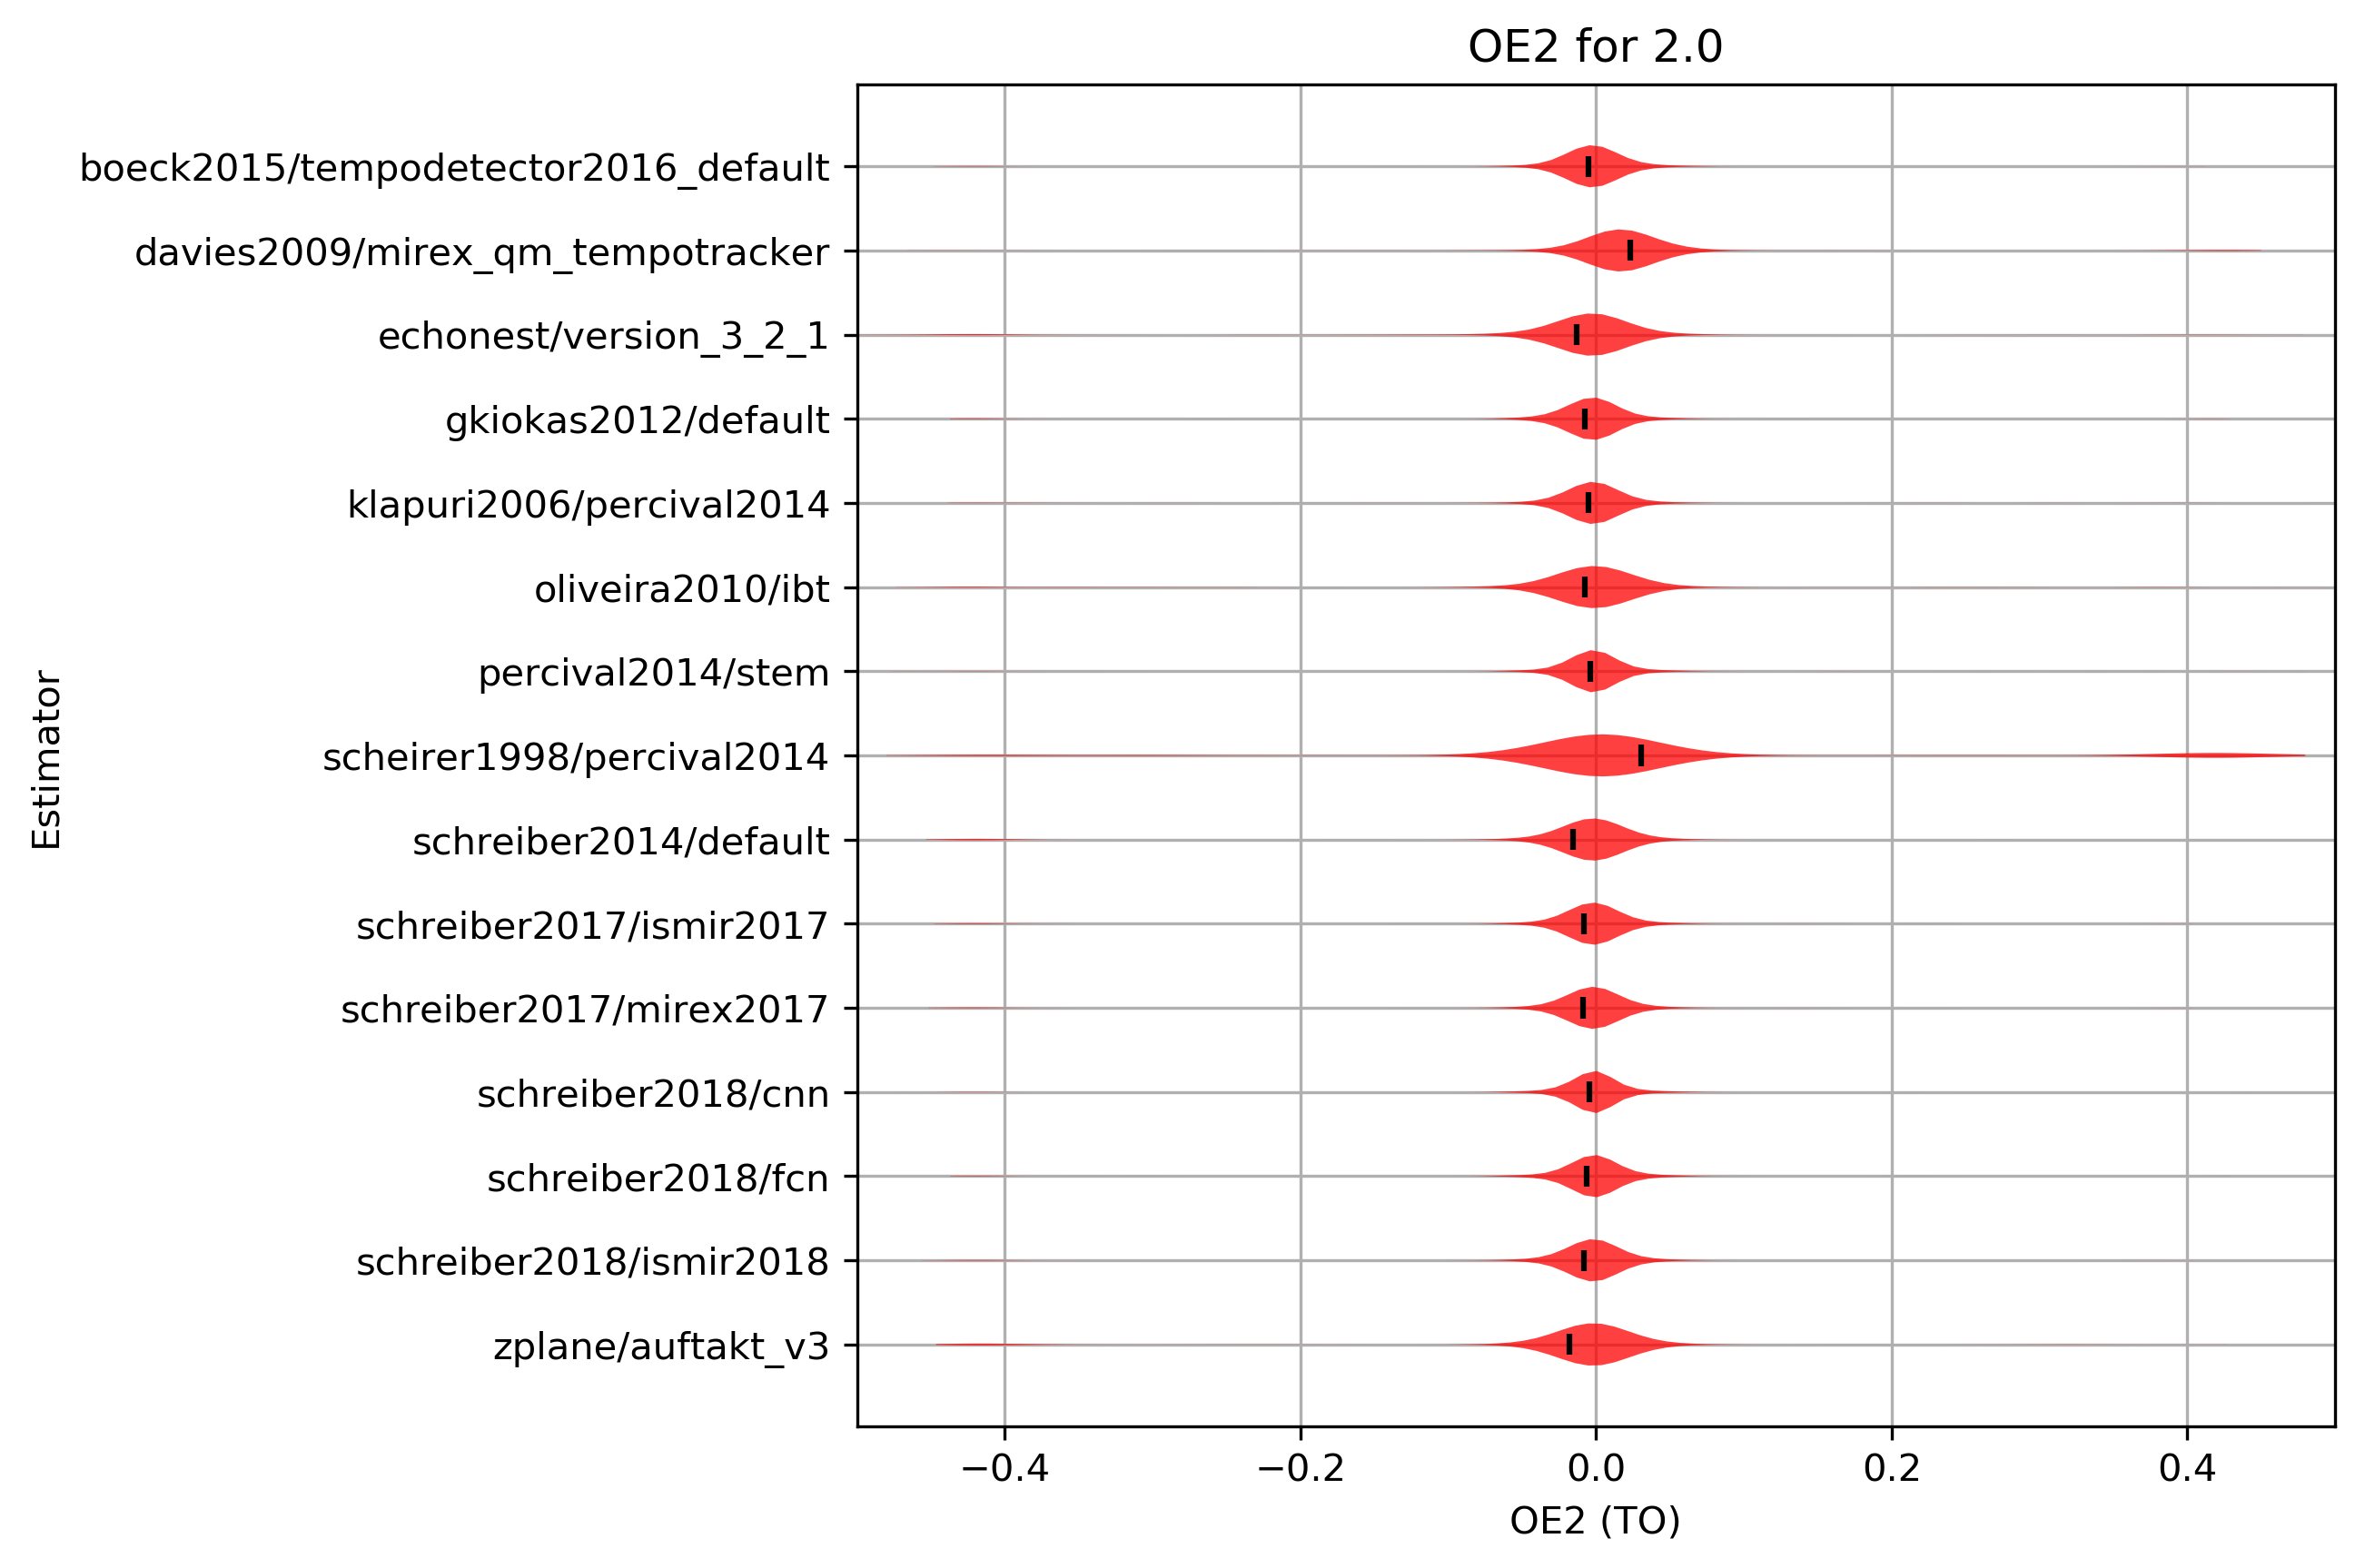 OE2 for 2.0
boeck2015/tempodetector2016_default
davies2009/mirex_qm_tempotracker
echonest/version_3_2_1
gkiokas2012/default
klapuri2006/percival2014
oliveira2010/ibt
percival2014/stem
scheirer1998/percival2014
schreiber2014/default
schreiber2017/ismir2017
schreiber2017/mirex2017
schreiber2018/cnn
schreiber2018/fcn
schreiber2018/ismir2018
zplane/auftakt_v3
Estimator
−0.4 −0.2 0.0 0.2 0.4
OE2 (TO)